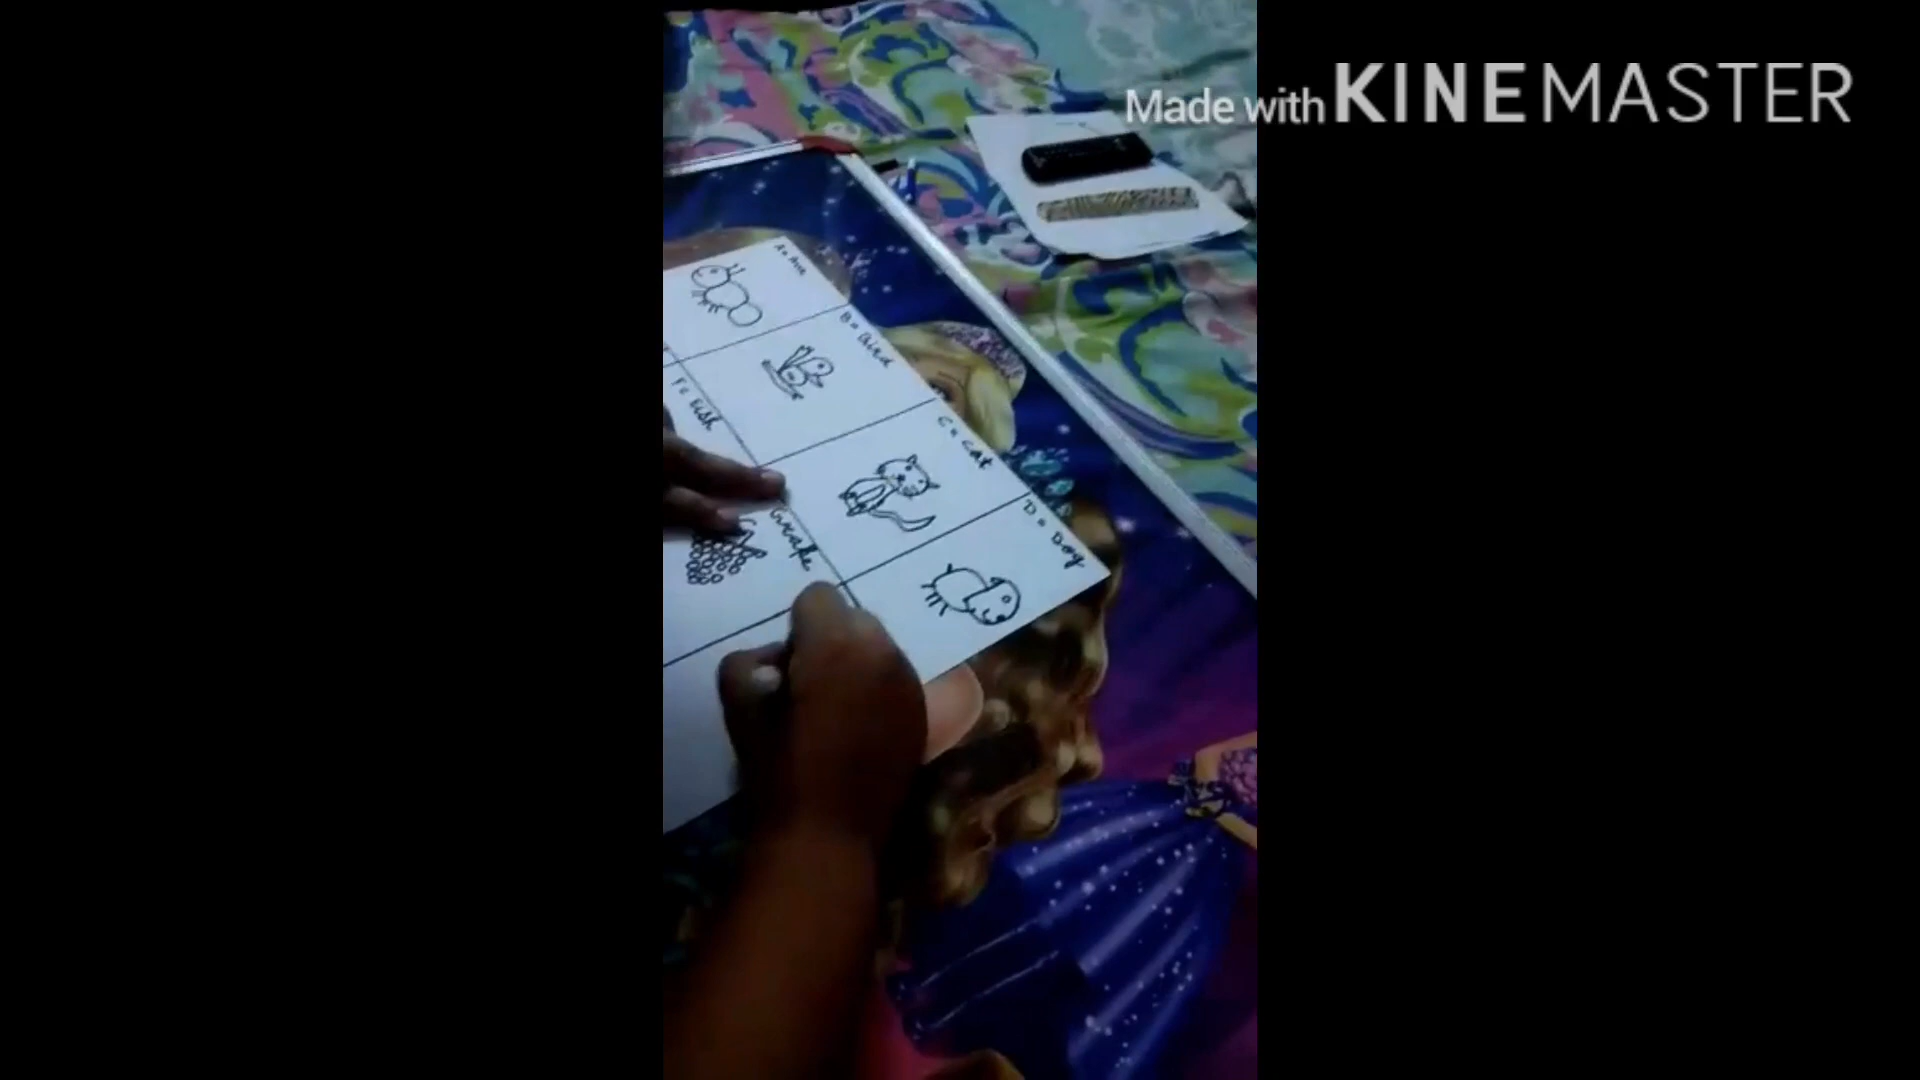 Made with KINEMASTER
A = Ant
B = Bird
C = cat
D = Dog
F = Fish
Grape